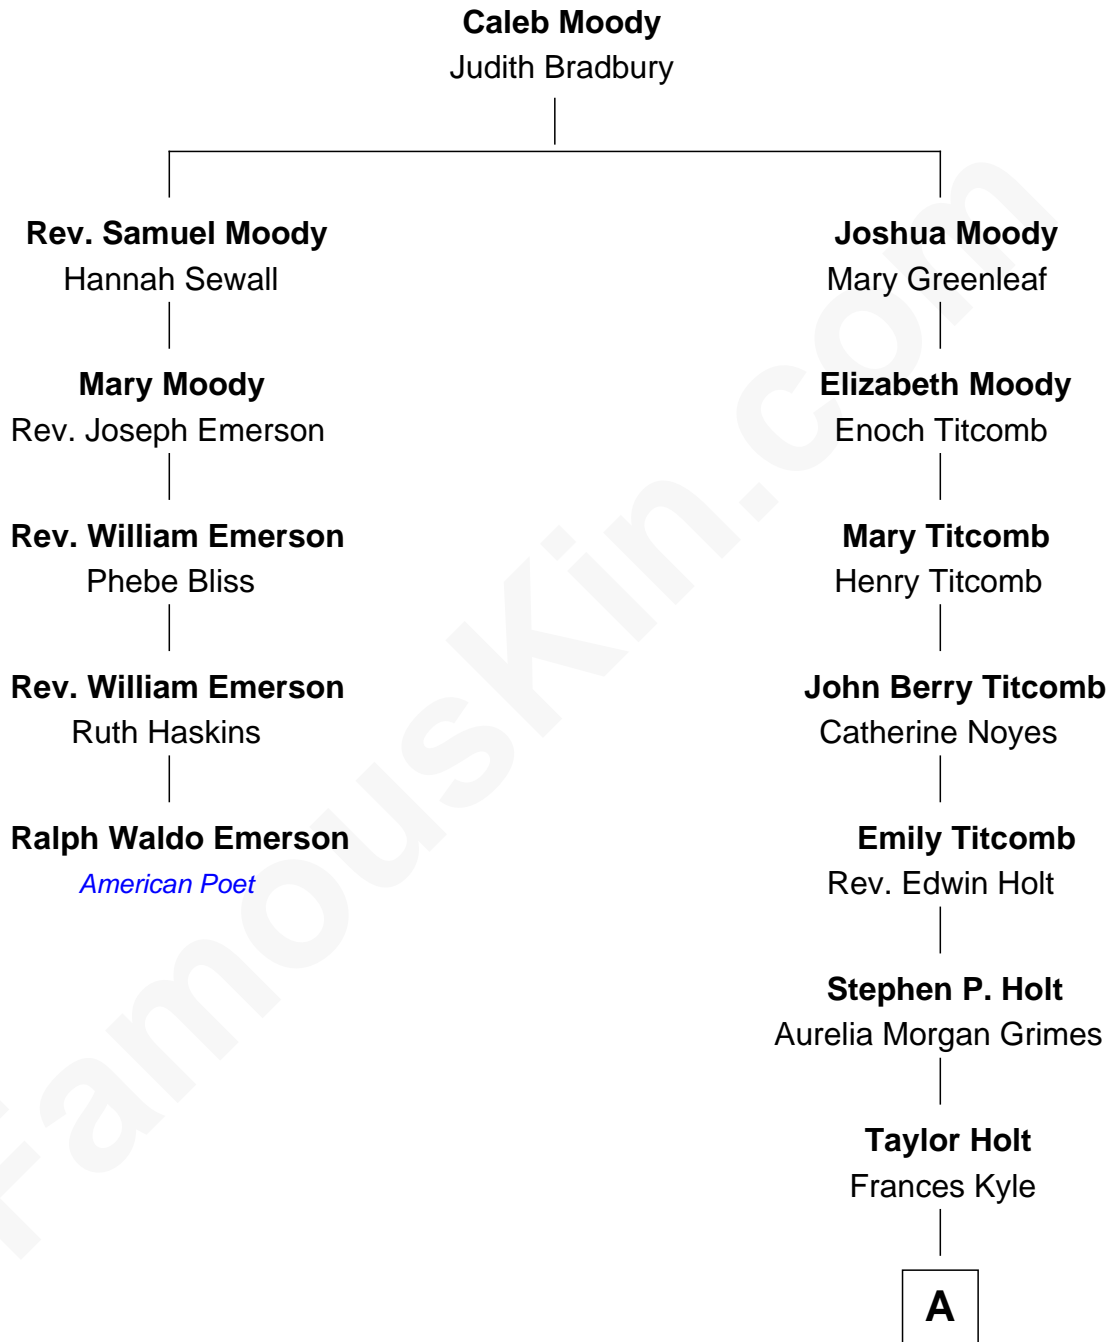 Caleb Moody
Judith Bradbury
Rev. Samuel Moody
Hannah Sewall
Joshua Moody
Mary Greenleaf
Mary Moody
Rev. Joseph Emerson
Elizabeth Moody
Enoch Titcomb
Rev. William Emerson
Phebe Bliss
Mary Titcomb
Henry Titcomb
Rev. William Emerson
Ruth Haskins
John Berry Titcomb
Catherine Noyes
Ralph Waldo Emerson
American Poet
Emily Titcomb
Rev. Edwin Holt
Stephen P. Holt
Aurelia Morgan Grimes
Taylor Holt
Frances Kyle
A
FamousKin.com